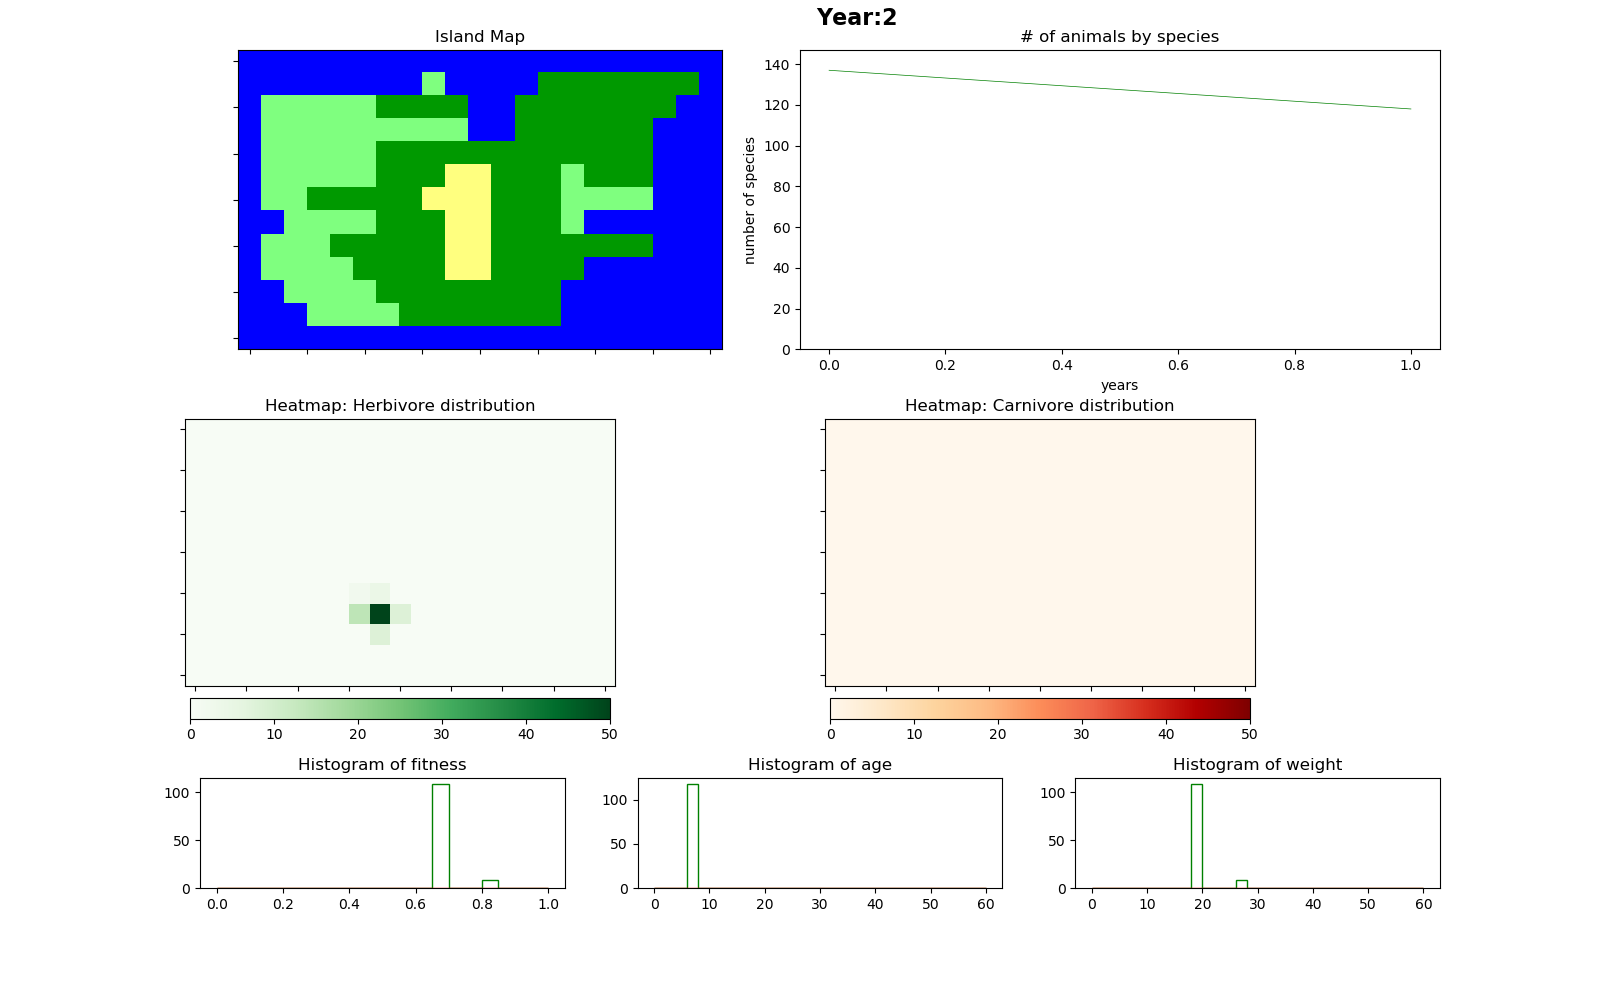 Year:2
Island Map
# of animals by species
140
120
100
80
60
40
20
0
number of species
0.0 0.2 0.4 0.6 0.8 1.0
years
Heatmap: Herbivore distribution
Heatmap: Carnivore distribution
0 10 20 30 40 50
0 10 20 30 40 50
Histogram of fitness
100
50
0
0.0 0.2 0.4 0.6 0.8 1.0
Histogram of age
100
50
0
0 10 20 30 40 50 60
Histogram of weight
100
50
0
0 10 20 30 40 50 60